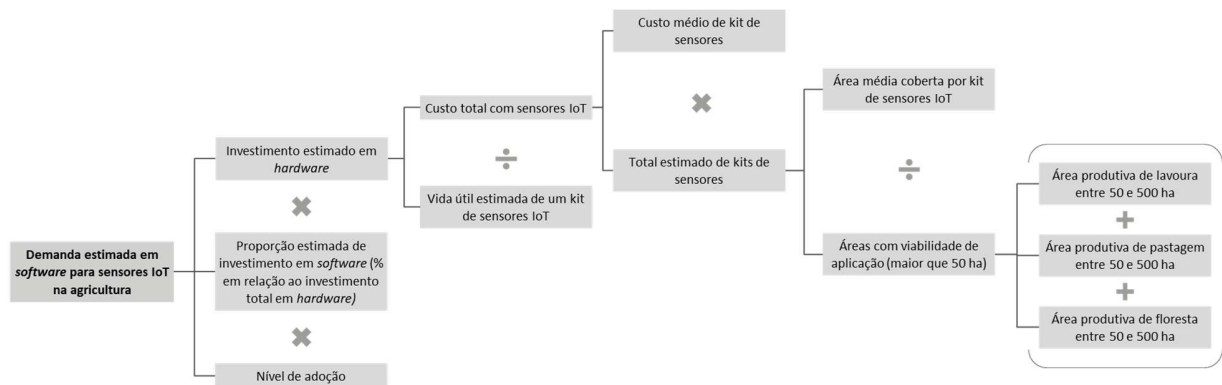 Demanda estimada em
software para sensores IoT
na agricultura
Investimento estimado em
hardware
Proporção estimada de
investimento em software (%
em relação ao investimento
total em hardware)
Nível de adoção
Custo total com sensores IoT
÷
Vida útil estimada de um kit
de sensores IoT
Custo médio de kit de
sensores
Total estimado de kits de
sensores
Área média coberta por kit
de sensores IoT
÷
Áreas com viabilidade de
aplicação (maior que 50 ha)
Área produtiva de lavoura
entre 50 e 500 ha
+
Área produtiva de pastagem
entre 50 e 500 ha
+
Área produtiva de floresta
entre 50 e 500 ha